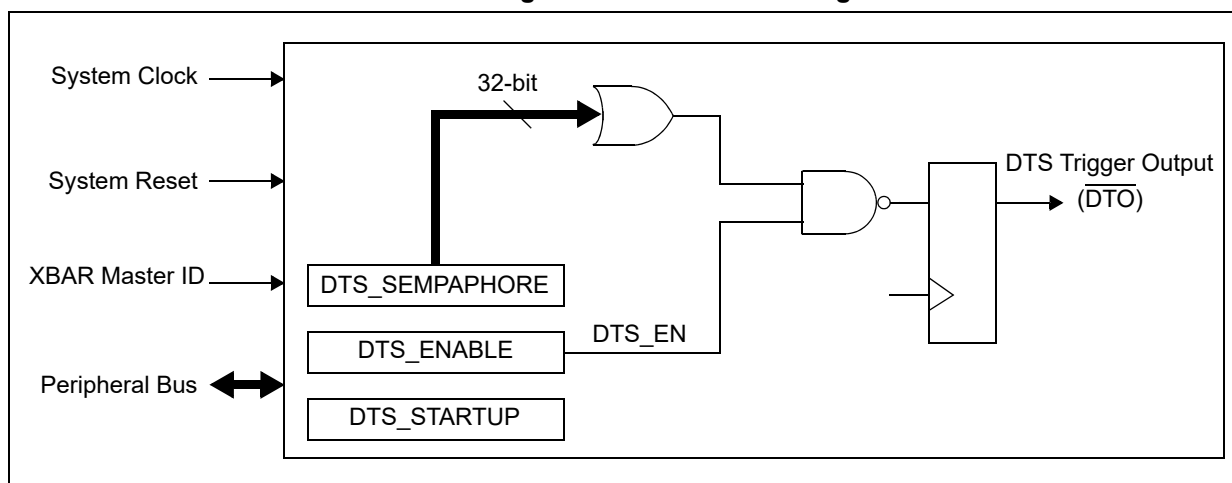 System Clock
32-bit
System Reset
DTS Trigger Output
(DTO)
XBAR Master ID
DTS_SEMPAPHORE
DTS_ENABLE
DTS_EN
Peripheral Bus
DTS_STARTUP